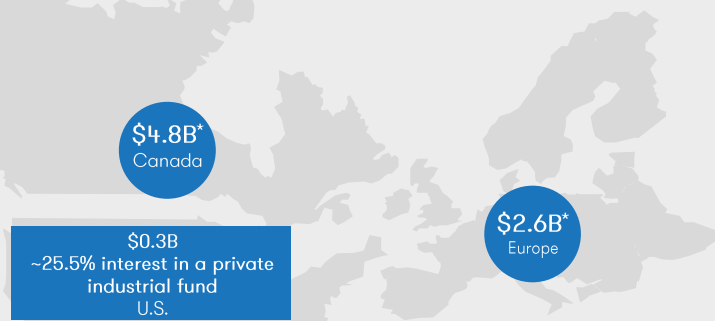 $4.8B*
Canada
$2.6B*
Europe
$0.3B
~25.5% interest in a private
industrial fund
U.S.